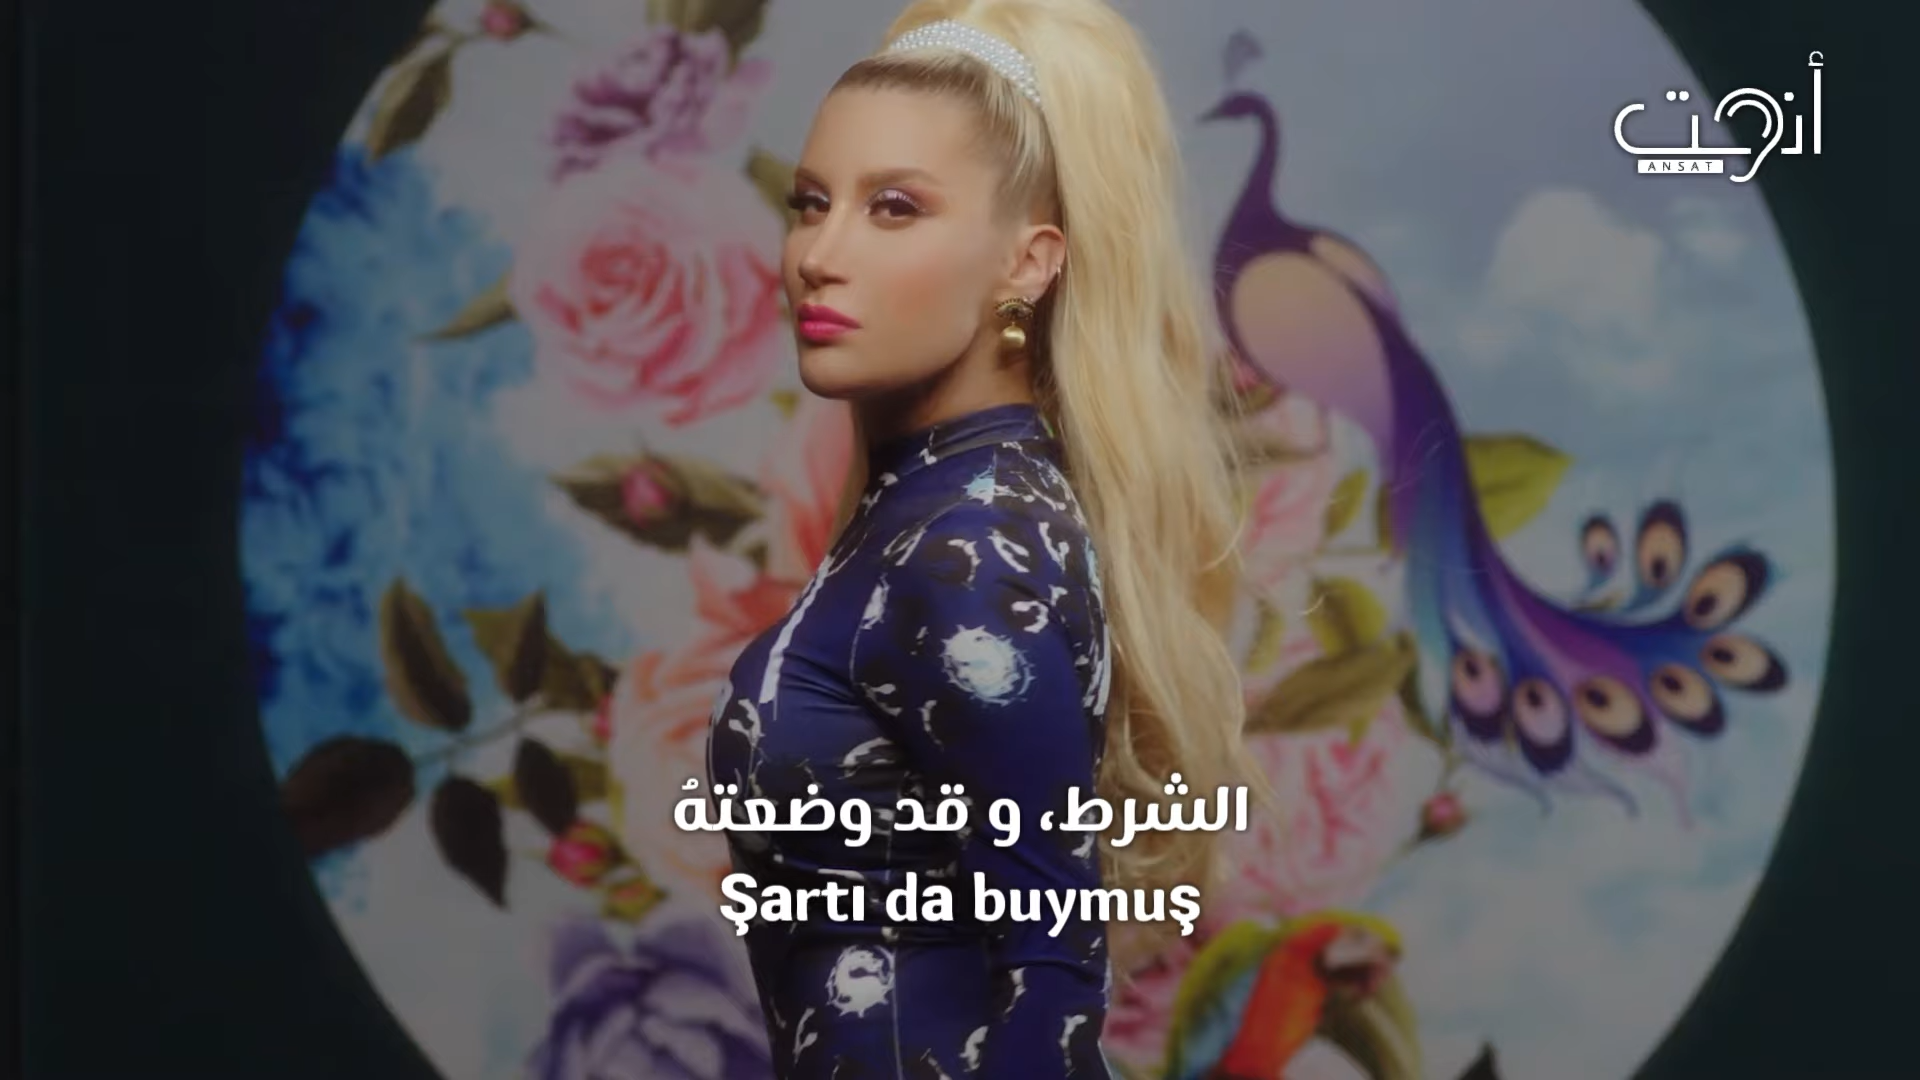 أنصت
ANSAT
الشرط، و قد وضعتهُ
Şartı da buymuş